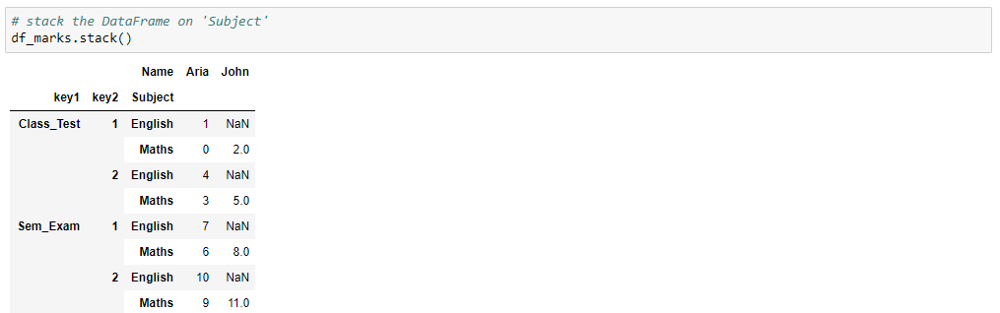 # stack the DataFrame on 'Subject'
df_marks.stack()
Name Aria John
key1 key2 Subject
Class_Test 1 English 1 NaN
Maths 0 2.0
2 English 4 NaN
Maths 3 5.0
Sem_Exam 1 English 7 NaN
Maths 6 8.0
2 English 10 NaN
Maths 9 11.0